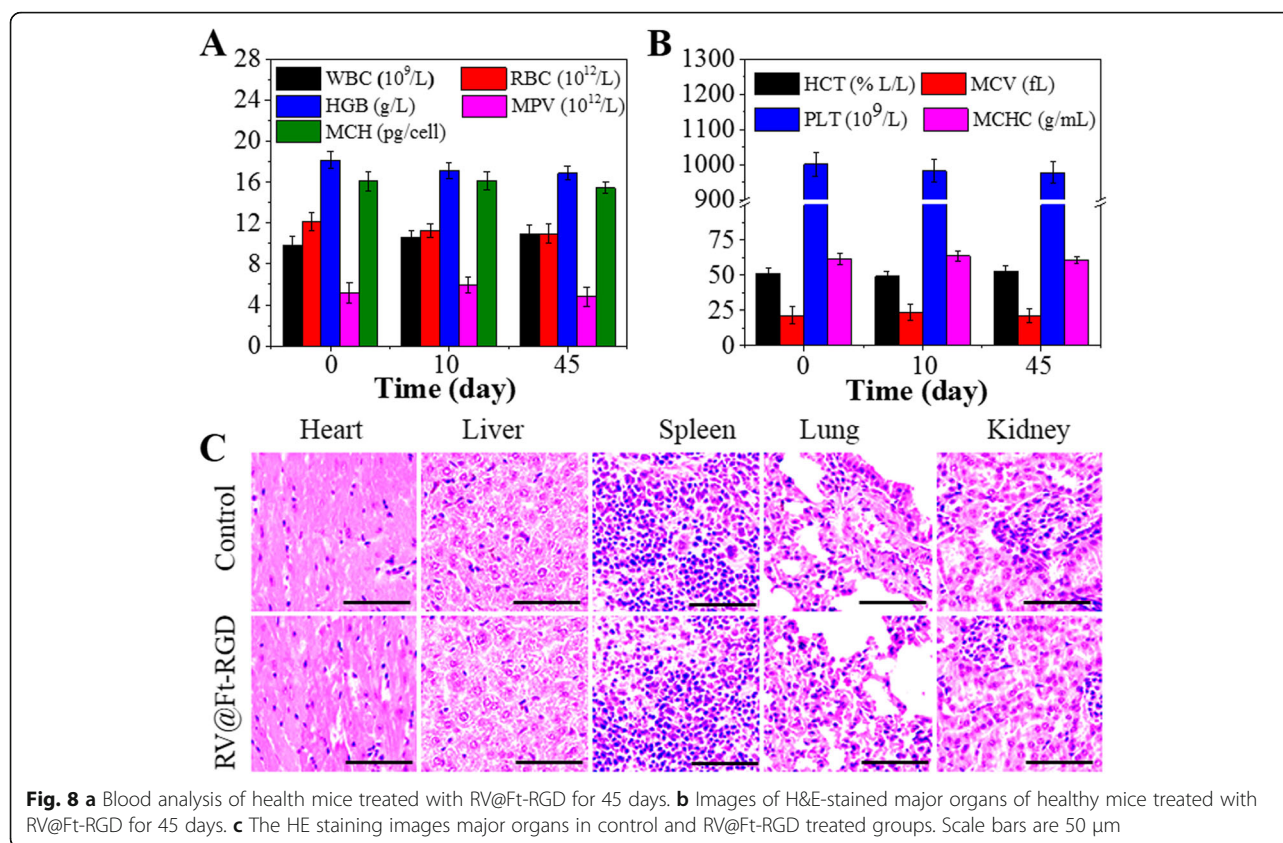 A
28
24
20
16
12
8
4
0
WBC (10⁹/L) RBC (10¹²/L)
HGB (g/L) MPV (10¹²/L)
MCH (pg/cell)
0 10 45
Time (day)
B
1300
1200
1100
1000
900
75
50
25
0
HCT (% L/L) MCV (fL)
PLT (10⁹/L) MCHC (g/mL)
0 10 45
Time (day)
C
Heart Liver Spleen Lung Kidney
Control
RV@Ft-RGD
Fig. 8 a Blood analysis of health mice treated with RV@Ft-RGD for 45 days. b Images of H&E-stained major organs of healthy mice treated with
RV@Ft-RGD for 45 days. c The HE staining images major organs in control and RV@Ft-RGD treated groups. Scale bars are 50 μm